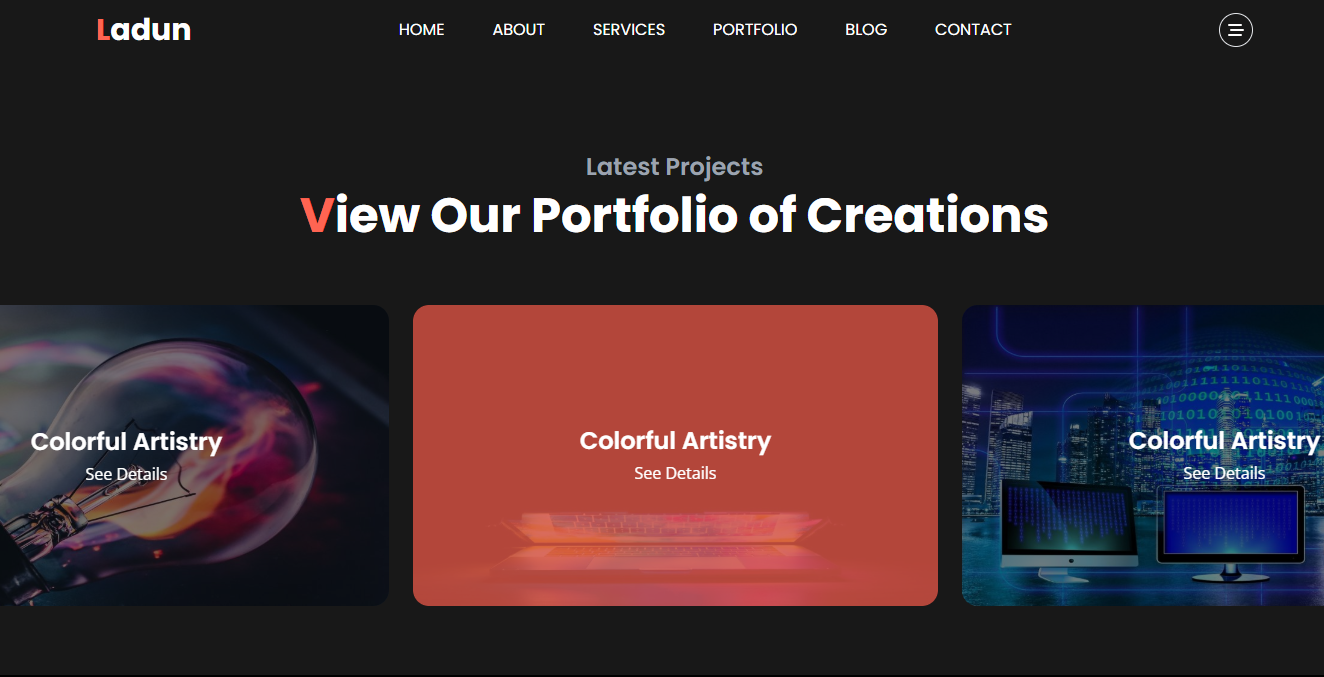 Ladun
HOME ABOUT SERVICES PORTFOLIO BLOG CONTACT
Latest Projects
View Our Portfolio of Creations
Colorful Artistry
See Details
Colorful Artistry
See Details
Colorful Artistry
See Details